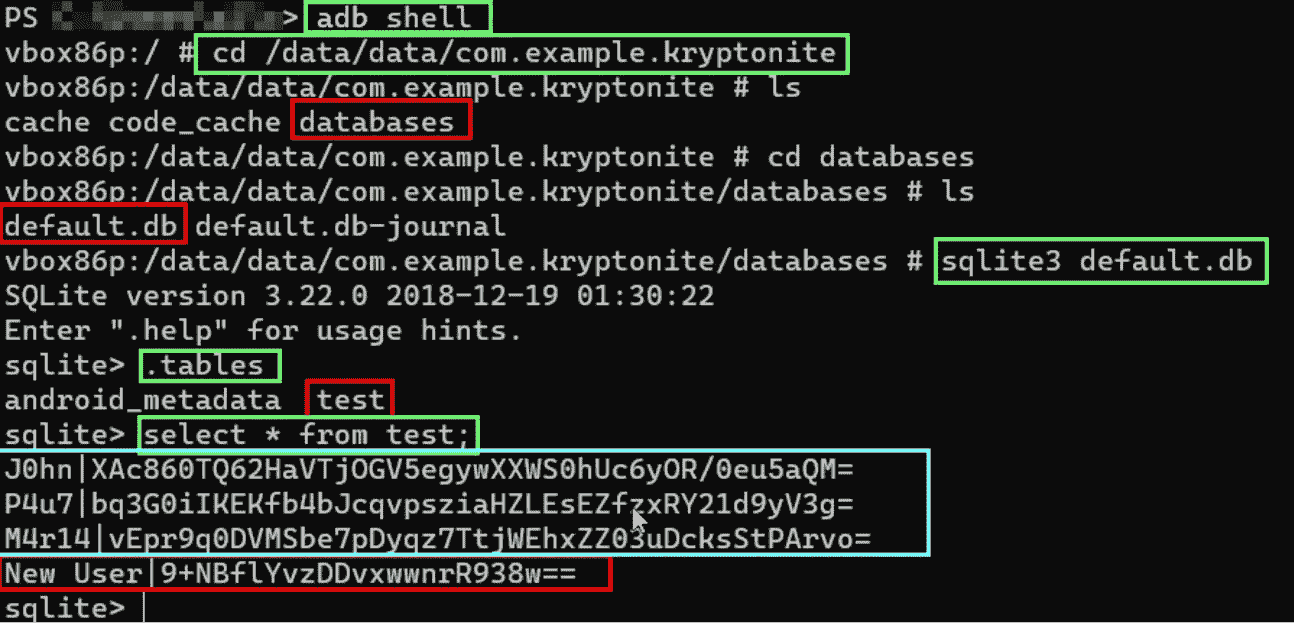 PS > adb shell
vbox86p:/ # cd /data/data/com.example.kryptonite
vbox86p:/data/data/com.example.kryptonite # ls
cache code_cache databases
vbox86p:/data/data/com.example.kryptonite # cd databases
vbox86p:/data/data/com.example.kryptonite/databases # ls
default.db default.db-journal
vbox86p:/data/data/com.example.kryptonite/databases # sqlite3 default.db
SQLite version 3.22.0 2018-12-19 01:30:22
Enter ".help" for usage hints.
sqlite> .tables
android_metadata test
sqlite> select * from test;
J0hn|XAc860TQ62HaVTjOGV5egywXXWS0hUc6yOR/0eu5aQM=
P4u7|bq3G0iIKEKfb4bJcqvpsziaHZLEsEZfzxRY21d9yV3g=
M4r14|vEpr9q0DVMSbe7pDyqz7TtjWEhxZZ03uDcksStPArvo=
New User|9+NBflYvzDDvxwwnrR938w==
sqlite>